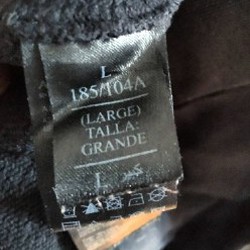 L
185/104A
(LARGE)
TALLA:
GRANDE
L